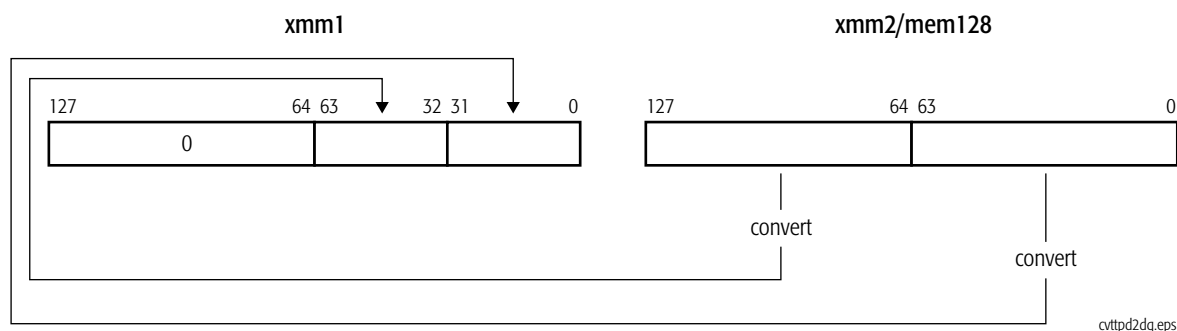 xmm1 xmm2/mem128
127 64 63 32 31 0 127 64 63 0
0
convert
convert
cvttpd2dq.eps